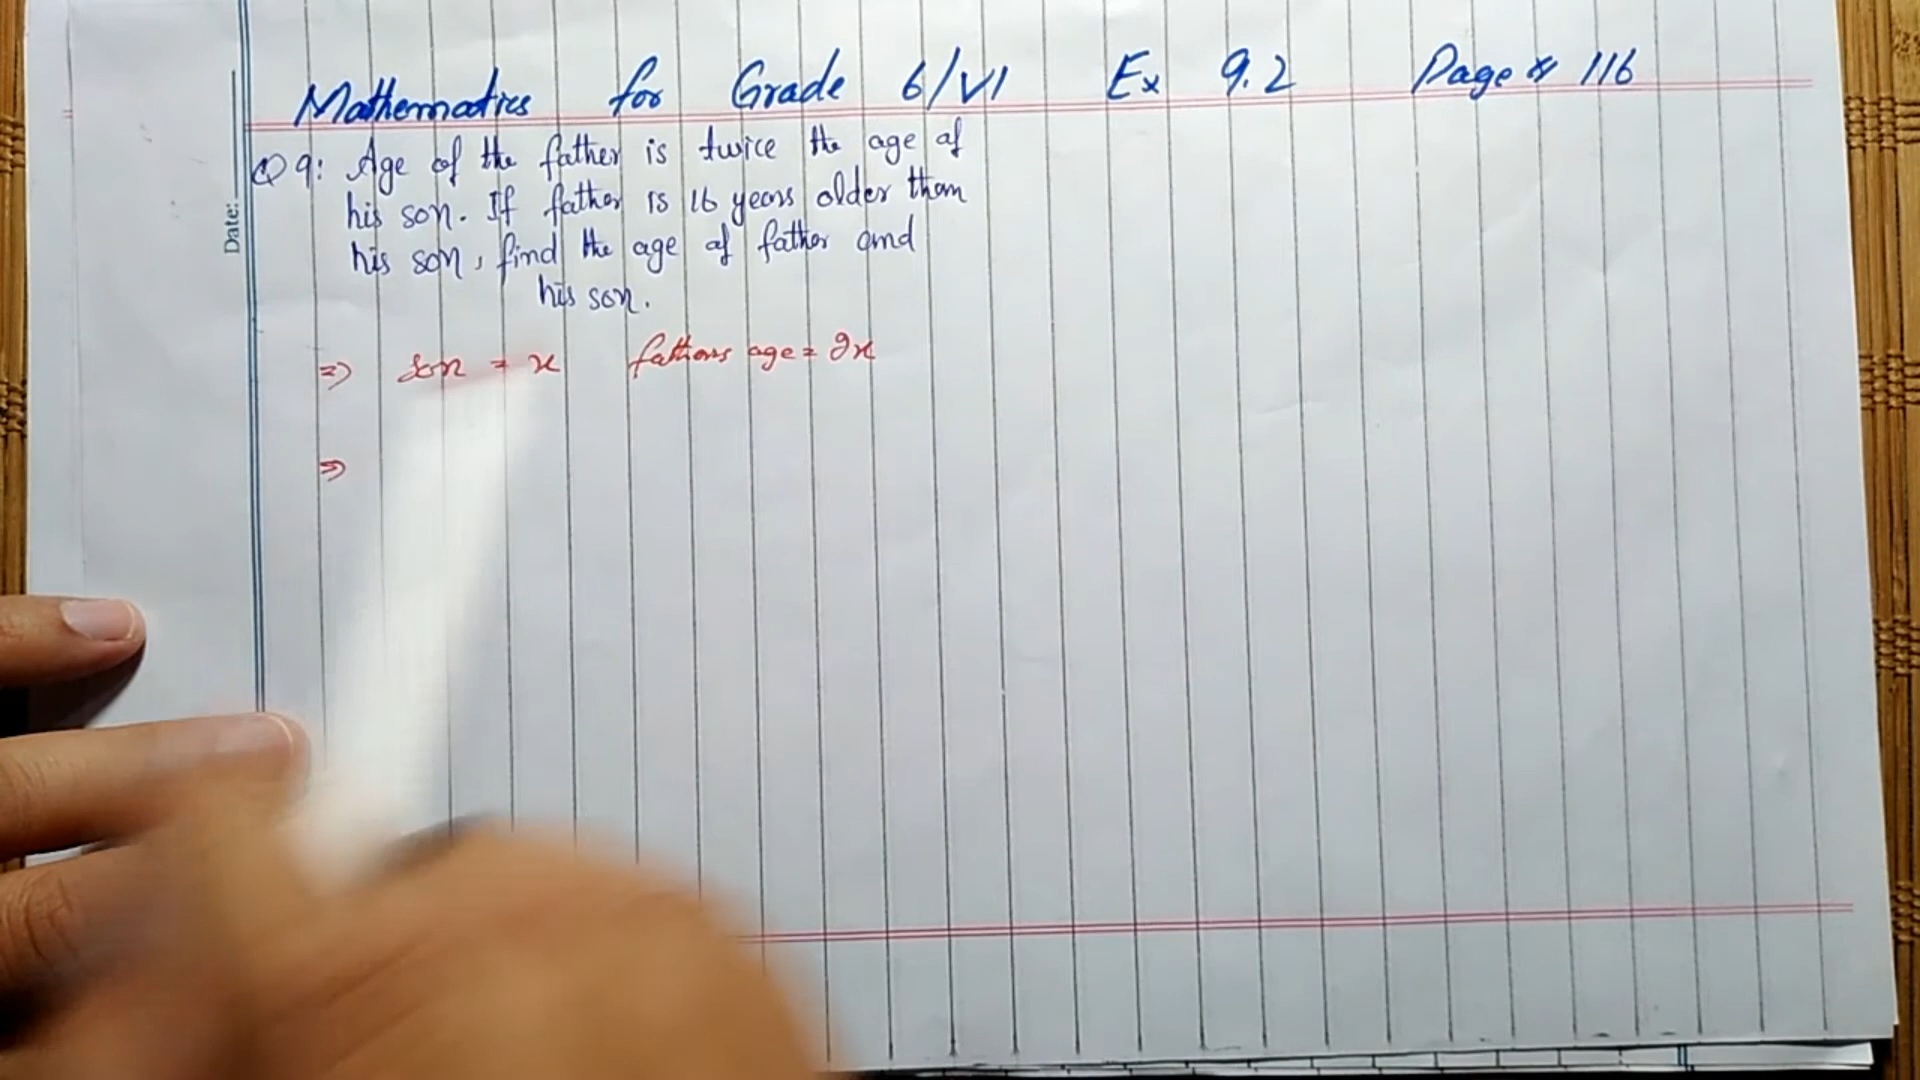 Mathematics for Grade 6/VI Ex 9.2 Page # 116
Q 9: Age of the father is twice the age of
his son. If father is 16 years older than
his son, find the age of father and
his son.
⇒ Son = x fathers age = 2x
⇒
Date: